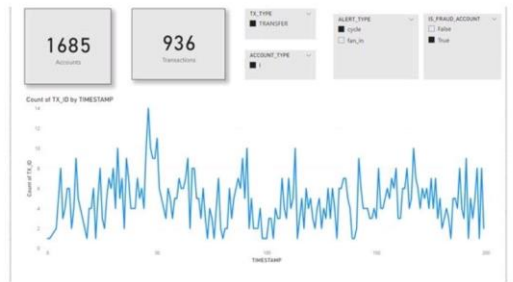 1685
Accounts
936
Transactions
TX_TYPE
TRANSFER
ACCOUNT_TYPE
I
ALERT_TYPE
cycle
fan_in
IS_FRAUD_ACCOUNT
False
True
Count of TX_ID by TIMESTAMP
Count of TX_ID
14
12
10
8
6
4
2
0
0
50
100
150
200
TIMESTAMP